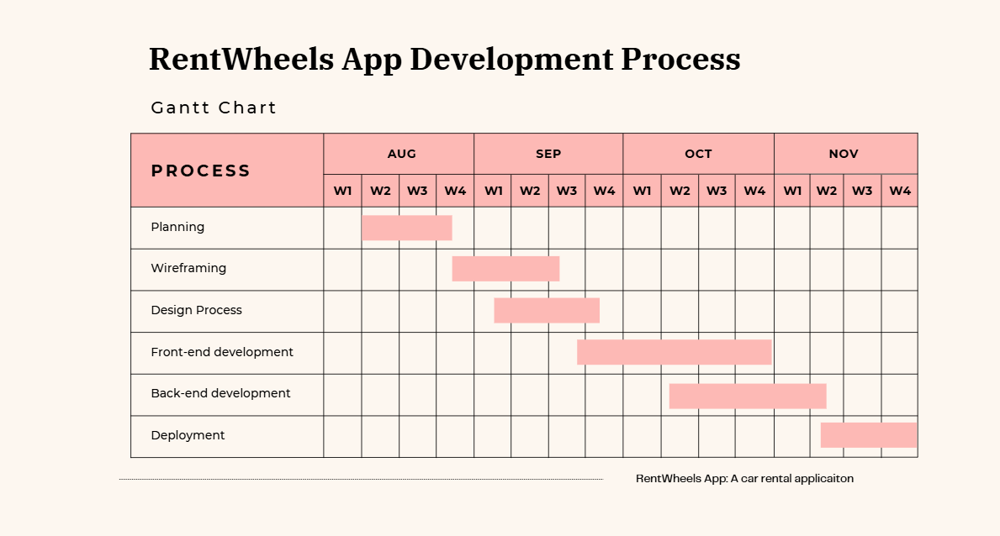 RentWheels App Development Process
Gantt Chart
PROCESS
AUG SEP OCT NOV
W1 W2 W3 W4 W1 W2 W3 W4 W1 W2 W3 W4 W1 W2 W3 W4
Planning
Wireframing
Design Process
Front-end development
Back-end development
Deployment
RentWheels App: A car rental applicaiton